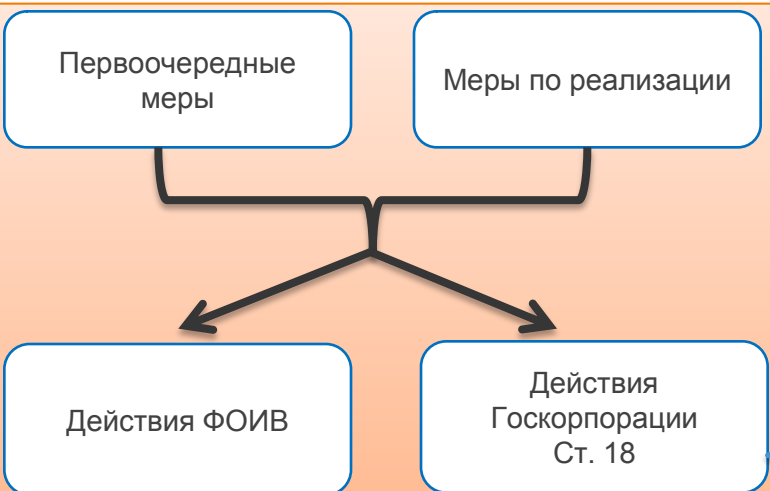 Первоочередные
меры
Меры по реализации
Действия ФОИВ
Действия
Госкорпорации
Ст. 18